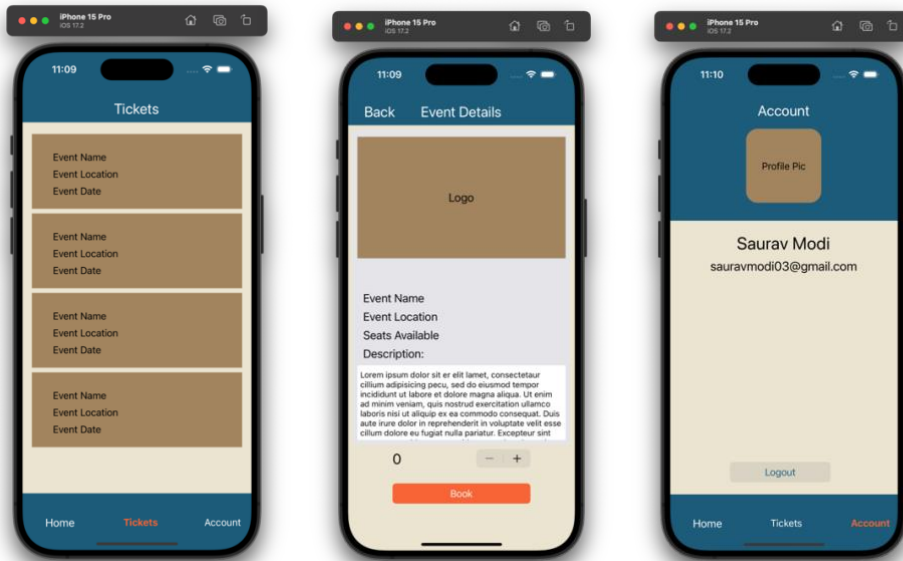 iPhone 15 Pro
iOS 17.2
11:09
Tickets
Event Name
Event Location
Event Date
Event Name
Event Location
Event Date
Event Name
Event Location
Event Date
Event Name
Event Location
Event Date
Home Tickets Account
iPhone 15 Pro
iOS 17.2
11:09
Back Event Details
Logo
Event Name
Event Location
Seats Available
Description:
Lorem ipsum dolor sit er elit lamet, consectetaur
cillium adipisicing pecu, sed do eiusmod tempor
incididunt ut labore et dolore magna aliqua. Ut enim
ad minim veniam, quis nostrud exercitation ullamco
laboris nisi ut aliquip ex ea commodo consequat. Duis
aute irure dolor in reprehenderit in voluptate velit esse
cillum dolore eu fugiat nulla pariatur. Excepteur sint
0 − +
Book
iPhone 15 Pro
iOS 17.2
11:10
Account
Profile Pic
Saurav Modi
sauravmodi03@gmail.com
Logout
Home Tickets Account